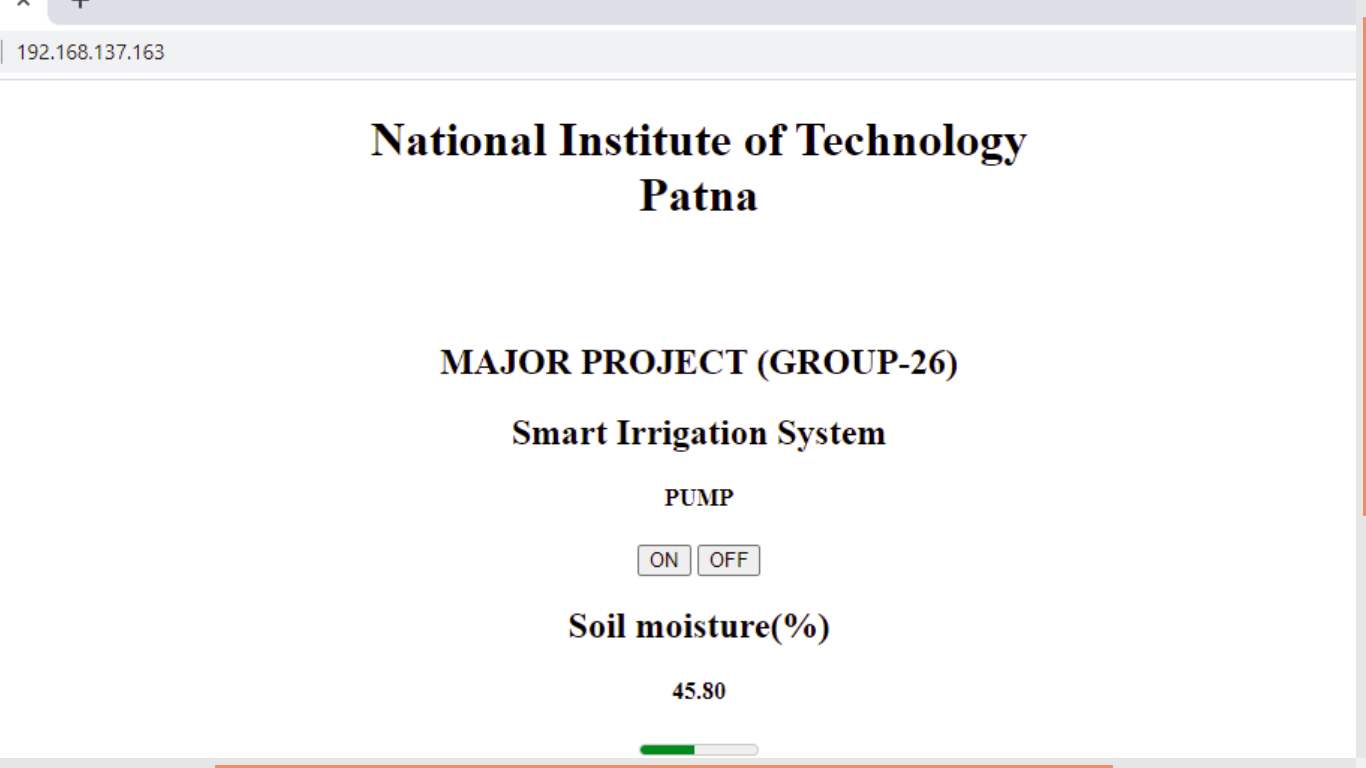 192.168.137.163
National Institute of Technology
Patna
MAJOR PROJECT (GROUP-26)
Smart Irrigation System
PUMP
ON OFF
Soil moisture(%)
45.80